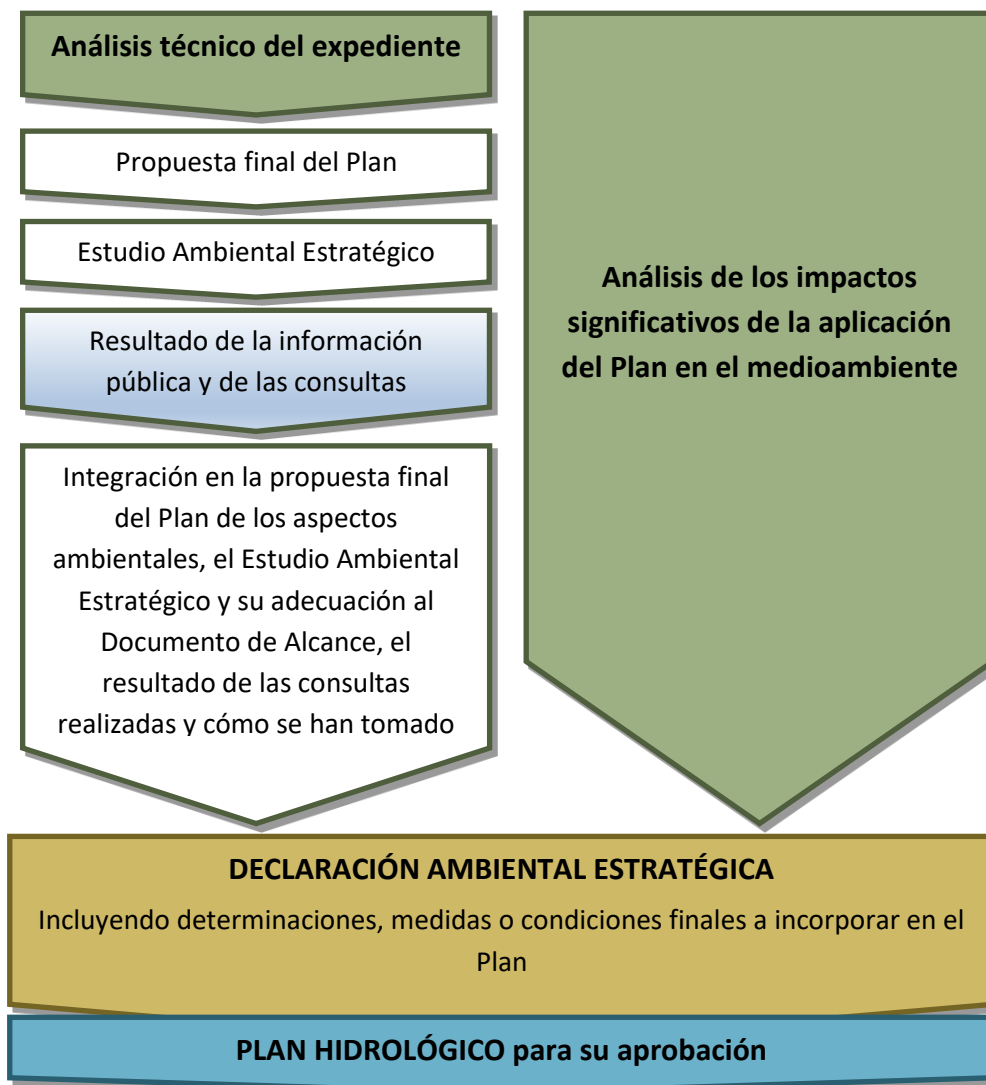 Análisis técnico del expediente
Propuesta final del Plan
Estudio Ambiental Estratégico
Resultado de la información
pública y de las consultas
Integración en la propuesta final
del Plan de los aspectos
ambientales, el Estudio Ambiental
Estratégico y su adecuación al
Documento de Alcance, el
resultado de las consultas
realizadas y cómo se han tomado
Análisis de los impactos
significativos de la aplicación
del Plan en el medioambiente
DECLARACIÓN AMBIENTAL ESTRATÉGICA
Incluyendo determinaciones, medidas o condiciones finales a incorporar en el
Plan
PLAN HIDROLÓGICO para su aprobación